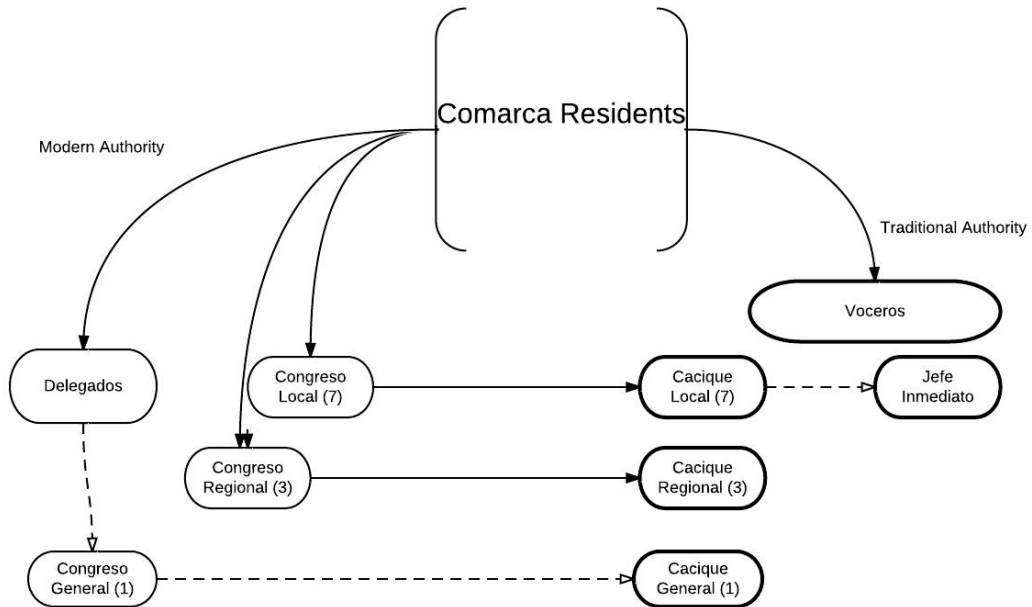 Comarca Residents
Modern Authority
Traditional Authority
Voceros
Delegados
Congreso
Local (7)
Cacique
Local (7)
Jefe
Inmediato
Congreso
Regional (3)
Cacique
Regional (3)
Congreso
General (1)
Cacique
General (1)